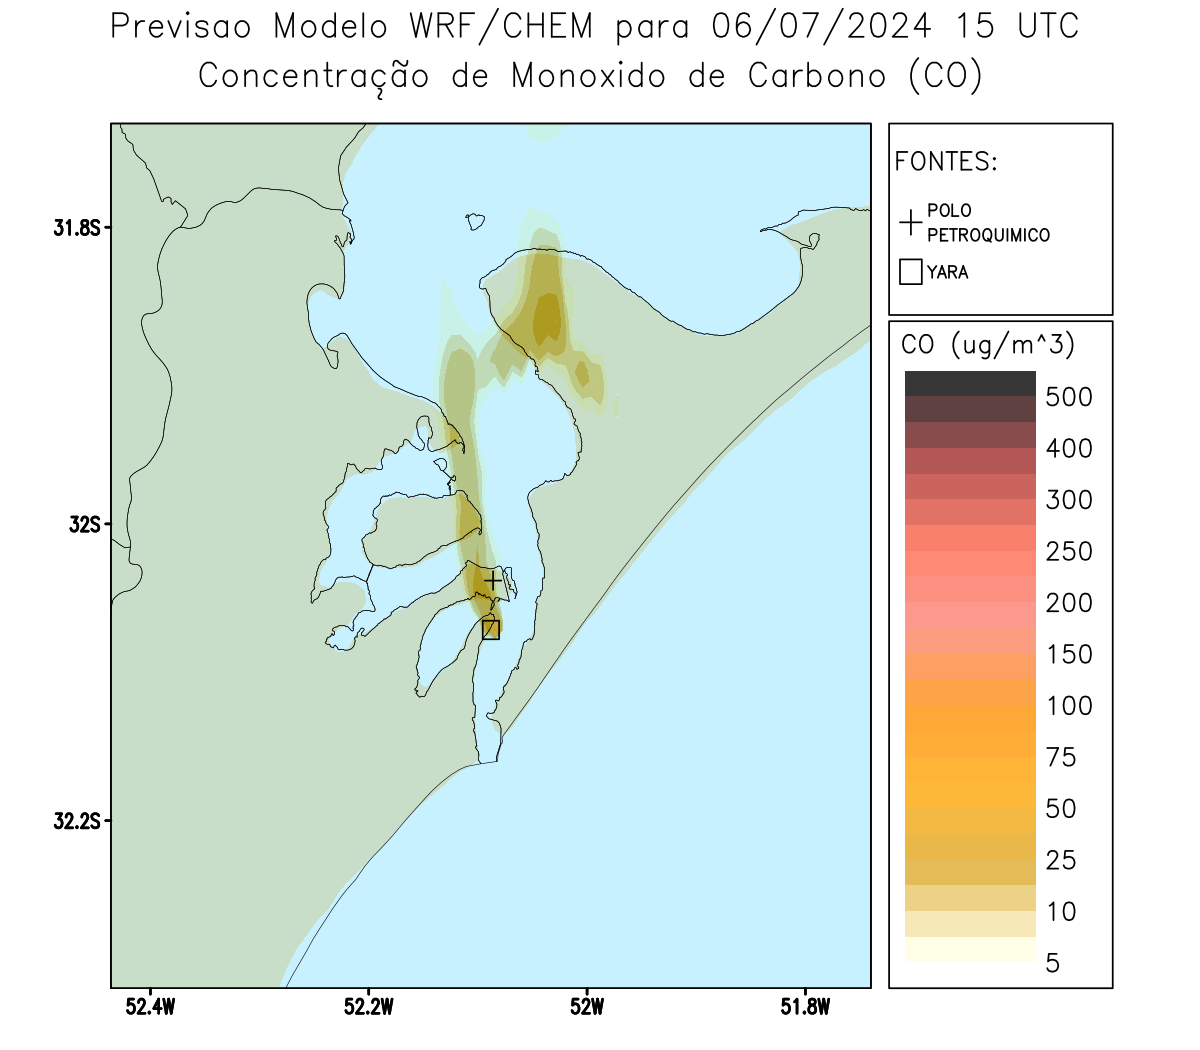 Previsao Modelo WRF/CHEM para 06/07/2024 15 UTC
Concentração de Monoxido de Carbono (CO)
FONTES:
POLO
PETROQUIMICO
YARA
31.8S
32S
32.2S
52.4W
52.2W
52W
51.8W
CO (ug/m^3)
500
400
300
250
200
150
100
75
50
25
10
5